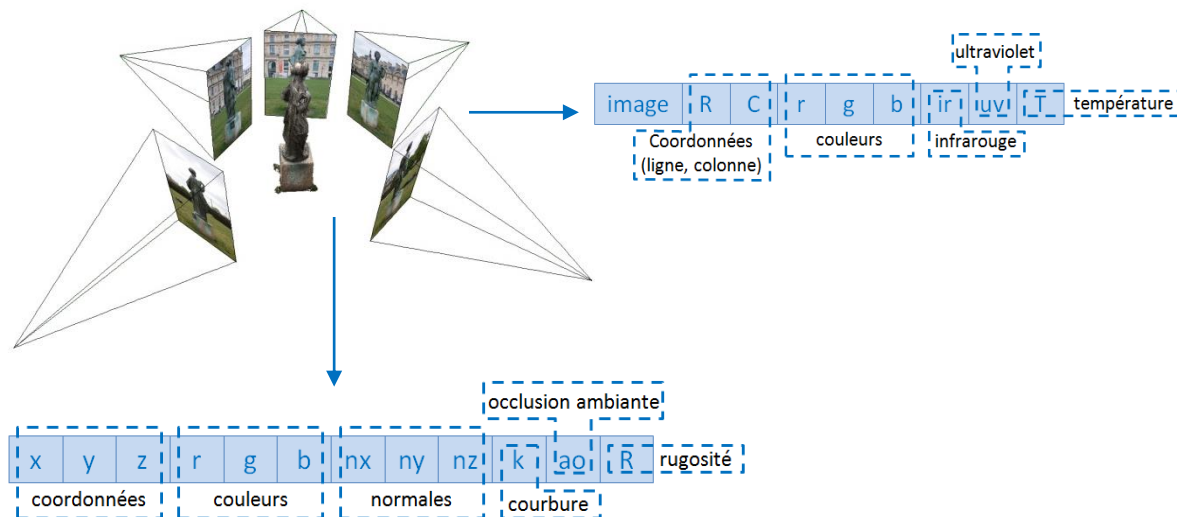 ultraviolet
image R C r g b ir uv T température
Coordonnées
(ligne, colonne)
couleurs
infrarouge
occlusion ambiante
x y z r g b nx ny nz k ao R rugosité
coordonnées
couleurs
normales
courbure